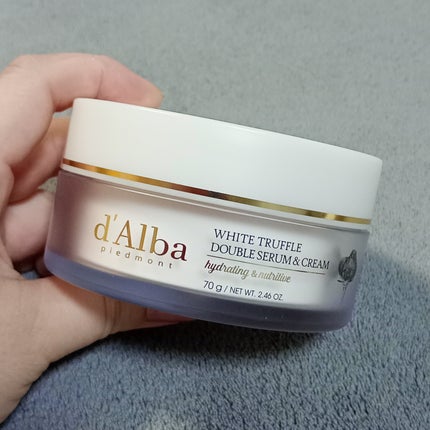 d'Alba
piedmont
WHITE TRUFFLE
DOUBLE SERUM & CREAM
hydrating & nutritive
70 g / NET WT. 2.46 OZ.